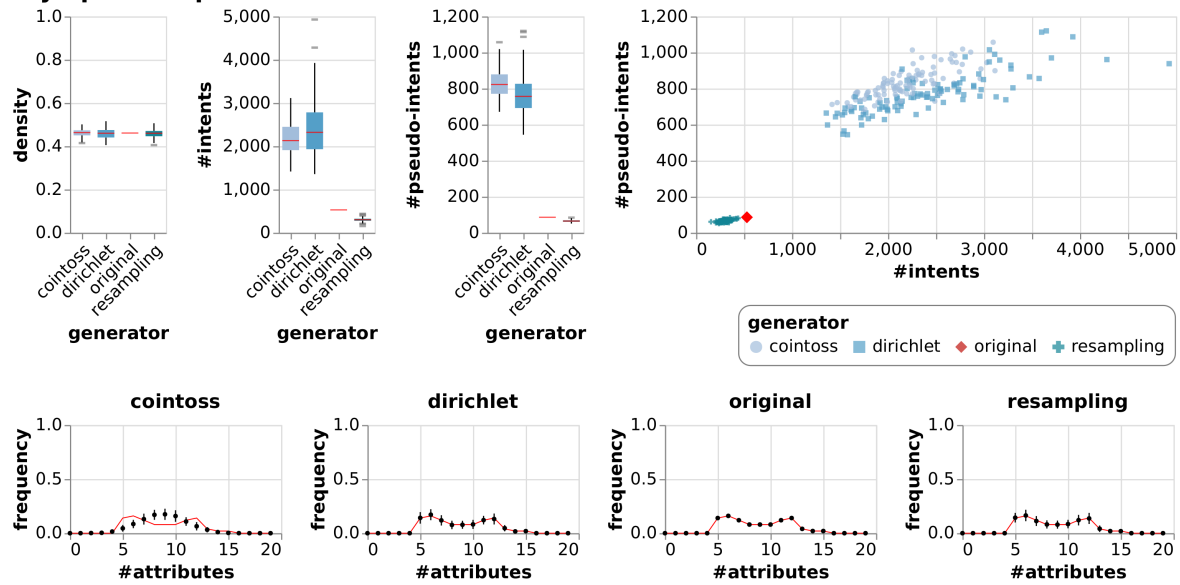 1.0
0.8
0.6
0.4
0.2
0.0
density
cointoss
dirichlet
original
resampling
generator
5,000
4,000
3,000
2,000
1,000
0
#intents
cointoss
dirichlet
original
resampling
generator
1,200
1,000
800
600
400
200
0
#pseudo-intents
cointoss
dirichlet
original
resampling
generator
1,200
1,000
800
600
400
200
0
#pseudo-intents
0 1,000 2,000 3,000 4,000 5,000
#intents
generator
cointoss dirichlet original resampling
cointoss
1.0
0.5
0.0
frequency
0 5 10 15 20
#attributes
dirichlet
1.0
0.5
0.0
frequency
0 5 10 15 20
#attributes
original
1.0
0.5
0.0
frequency
0 5 10 15 20
#attributes
resampling
1.0
0.5
0.0
frequency
0 5 10 15 20
#attributes